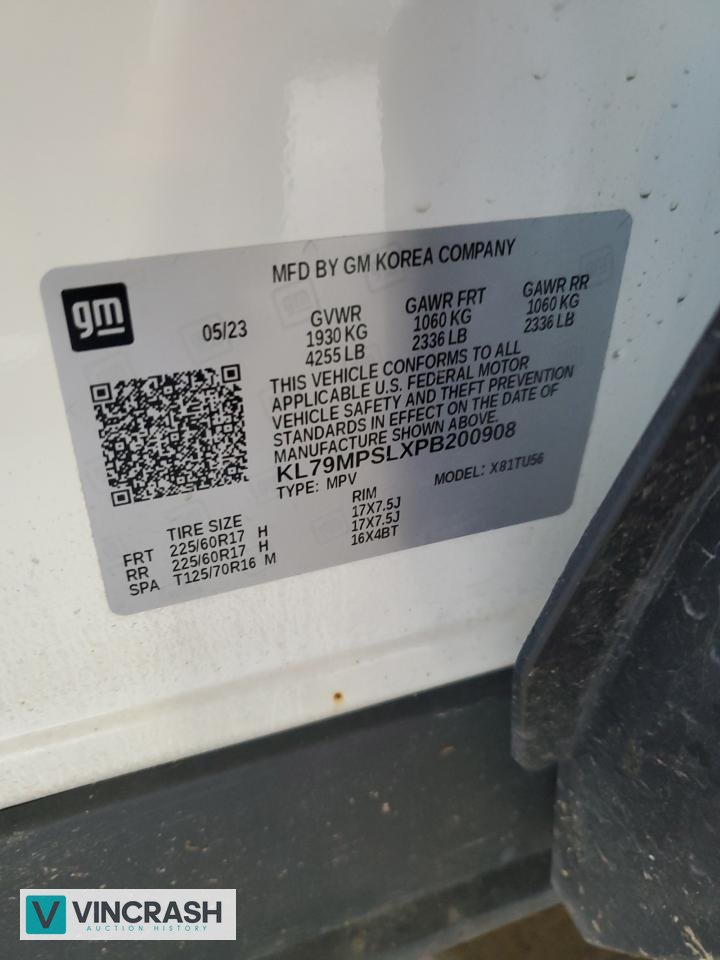 MFD BY GM KOREA COMPANY
gm
05/23
GVWR
1930 KG
4255 LB
GAWR FRT
1060 KG
2336 LB
GAWR RR
1060 KG
2336 LB
THIS VEHICLE CONFORMS TO ALL
APPLICABLE U.S. FEDERAL MOTOR
VEHICLE SAFETY AND THEFT PREVENTION
STANDARDS IN EFFECT ON THE DATE OF
MANUFACTURE SHOWN ABOVE.
KL79MPSLXPB200908
TYPE: MPV
MODEL: X81TU56
TIRE SIZE
RIM
FRT 225/60R17 H 17X7.5J
RR 225/60R17 H 17X7.5J
SPA T125/70R16 M 16X4BT
V VINCRASH
AUCTION HISTORY